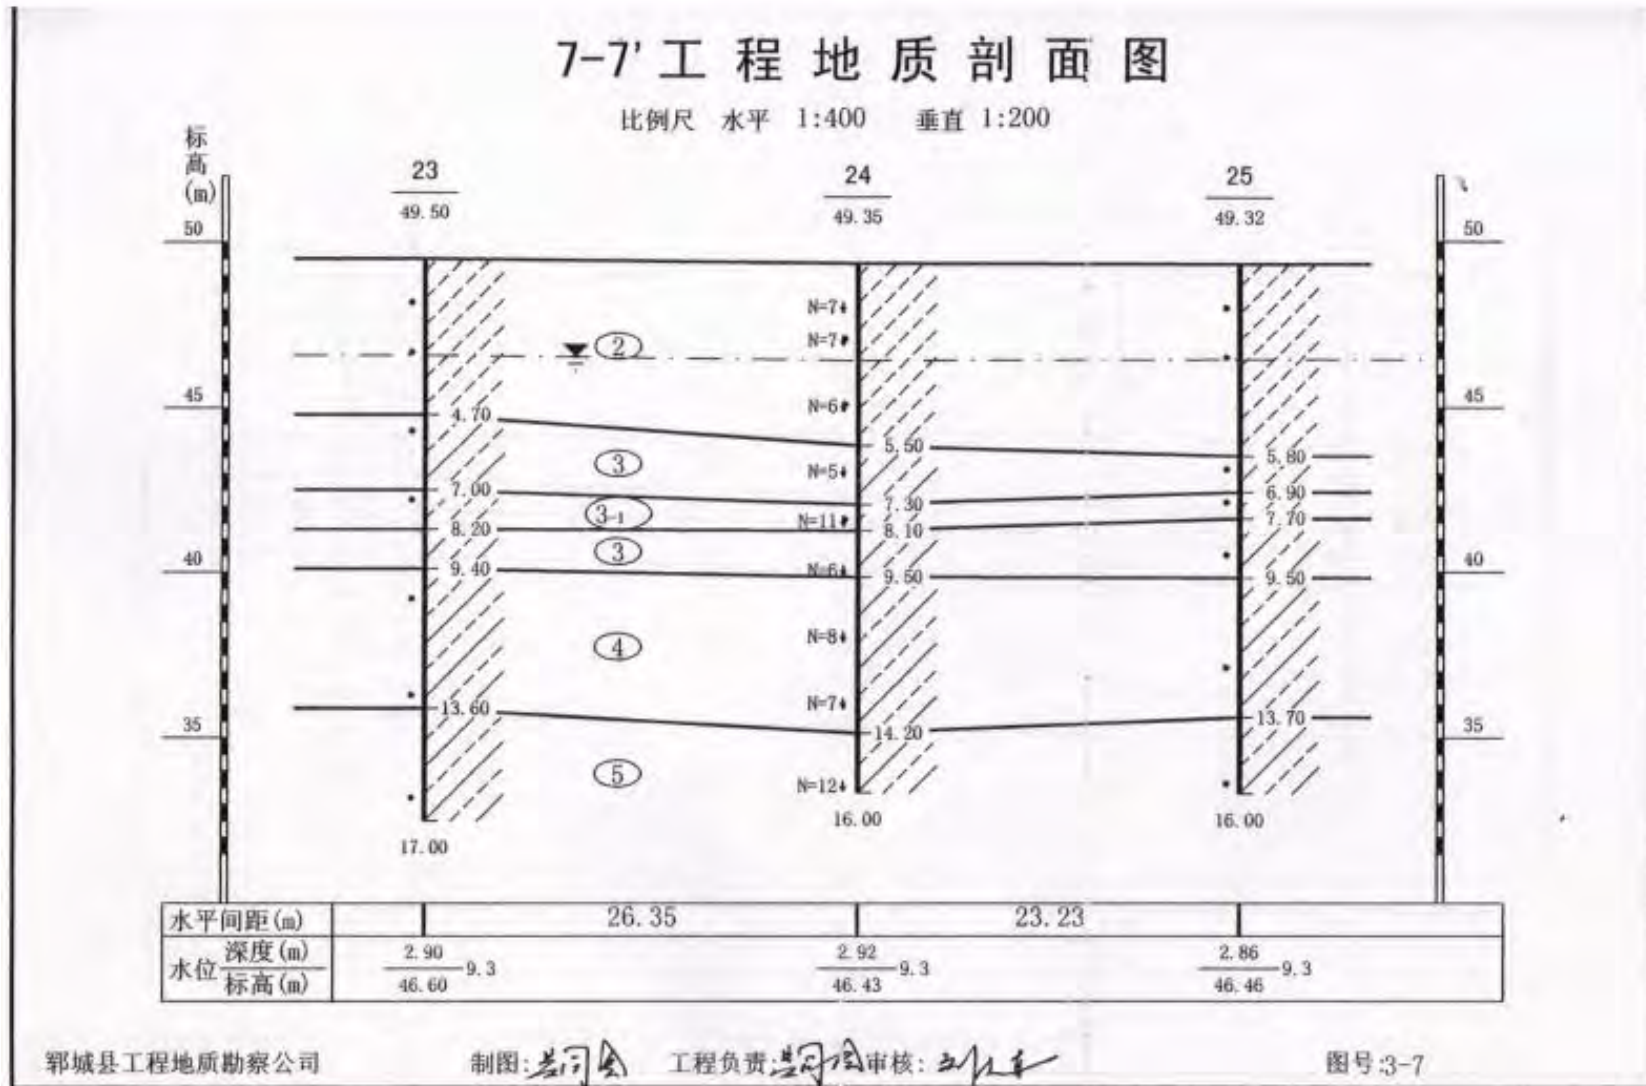 7-7'工程地质剖面图
比例尺 水平 1:400 垂直 1:200
标高(m)
23 24 25
49.50 49.35 49.32
50 50
N=7
N=7
②
45 N=6 45
4.70 5.50 5.80
③ N=5
7.00 7.30 6.90
3-1 N=11
8.20 8.10 7.70
③
40 N=6 40
9.40 9.50 9.50
④ N=8
N=7
13.60 14.20 13.70
35 35
⑤ N=12
17.00 16.00 16.00
水平间距(m) 26.35 23.23
水位 深度(m) 2.90 2.92 2.86
9.3 9.3 9.3
标高(m) 46.60 46.43 46.46
郓城县工程地质勘察公司 制图: 工程负责: 审核: 图号:3-7